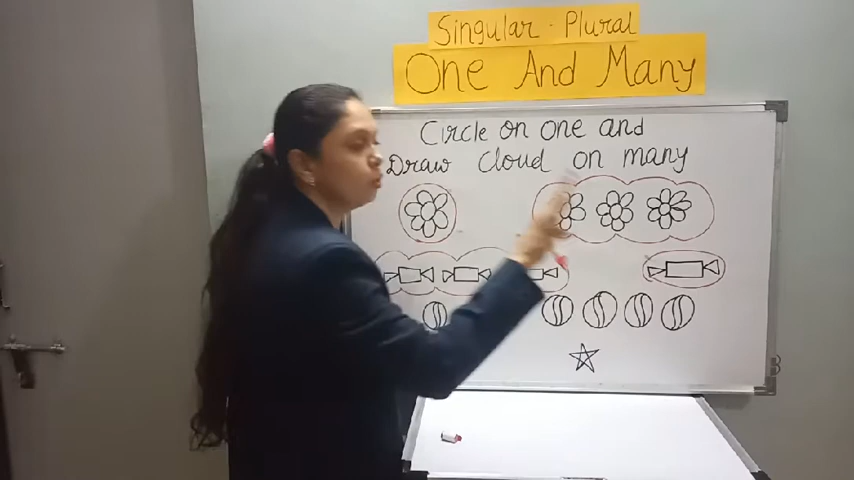 Singular - Plural
One And Many
Circle on one and
Draw cloud on many